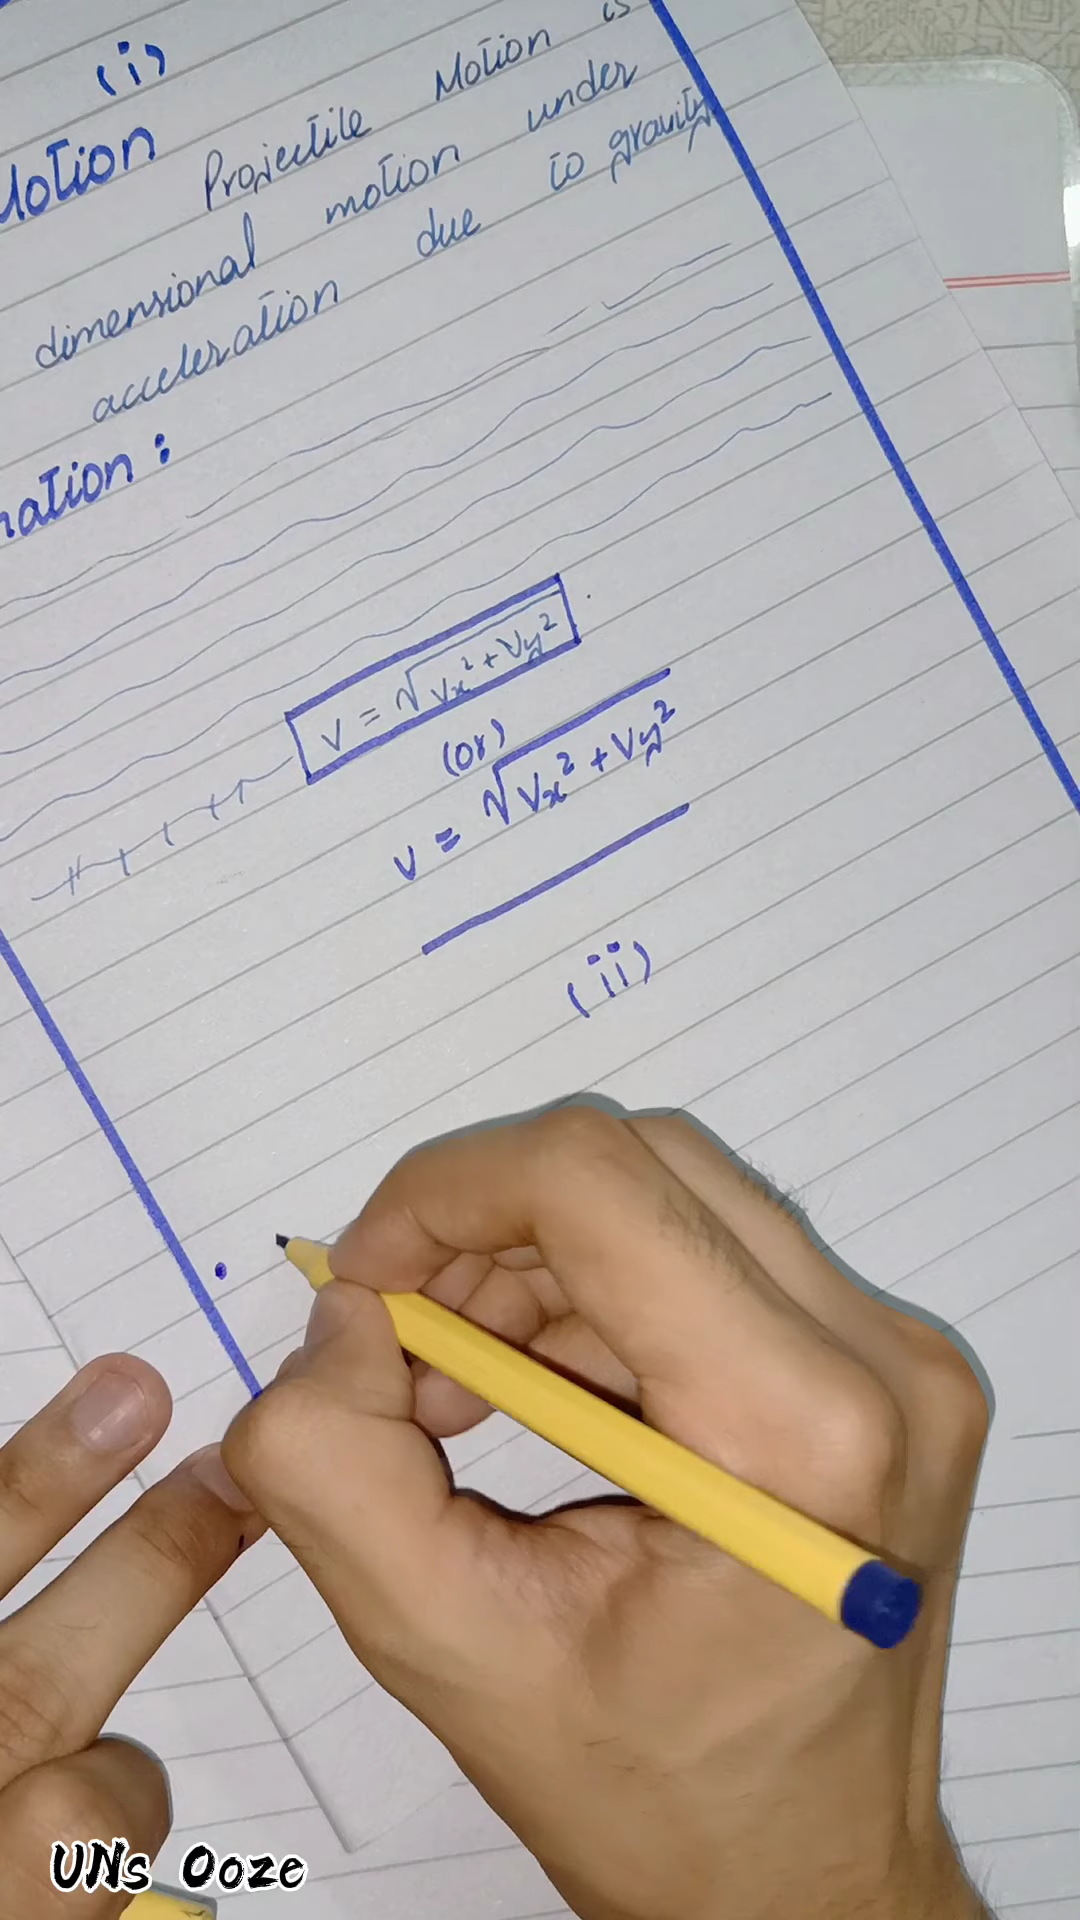 (i)
Motion Projectile Motion is
dimensional motion under
acceleration due to gravity
nation :
v = √Vx² + Vy²
(or)
v = √Vx² + Vy²
(ii)
UNs Ooze